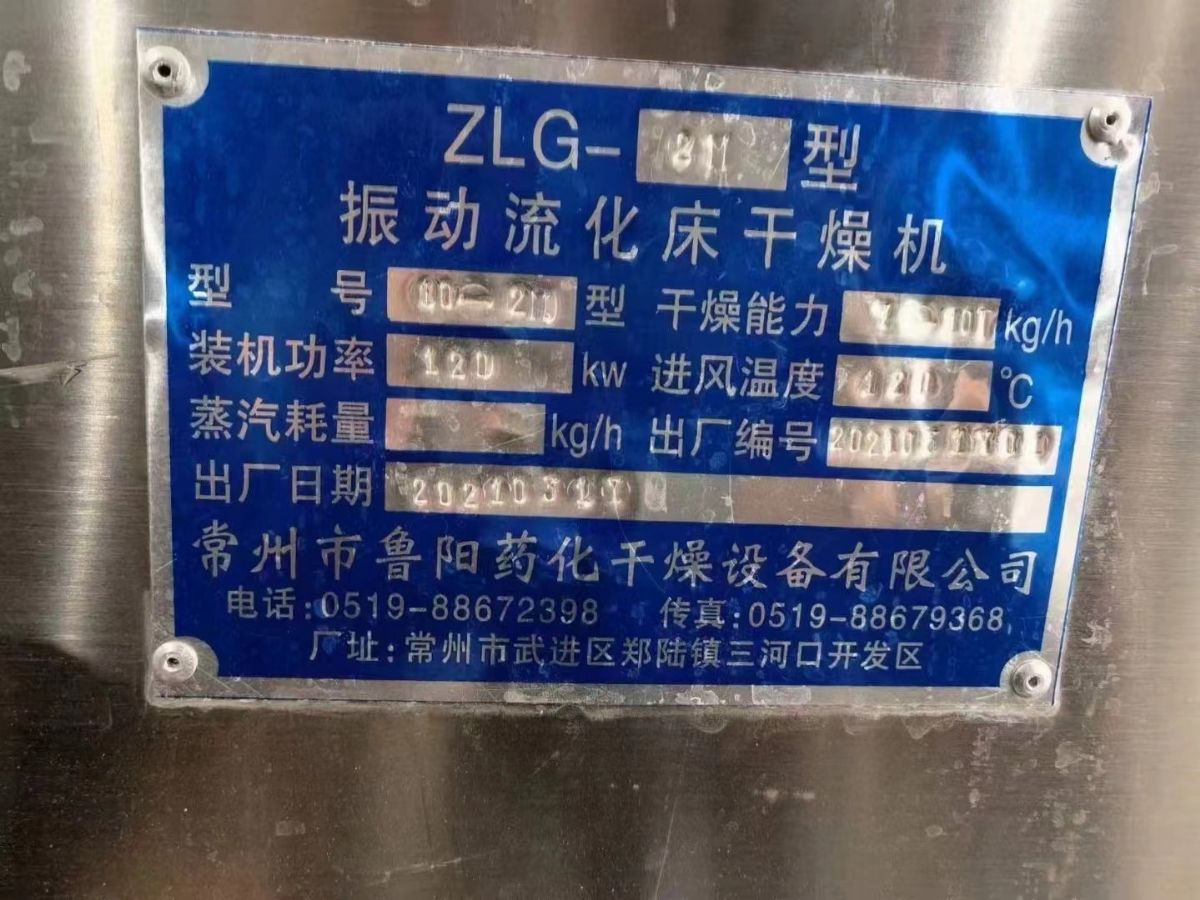 ZLG-2M型
振动流化床干燥机
型 号 型 干燥能力 kg/h
装机功率 120 kw 进风温度 120 ℃
蒸汽耗量 kg/h 出厂编号
出厂日期 20210317
常州市鲁阳药化干燥设备有限公司
电话:0519-88672398 传真:0519-88679368
厂址:常州市武进区郑陆镇三河口开发区